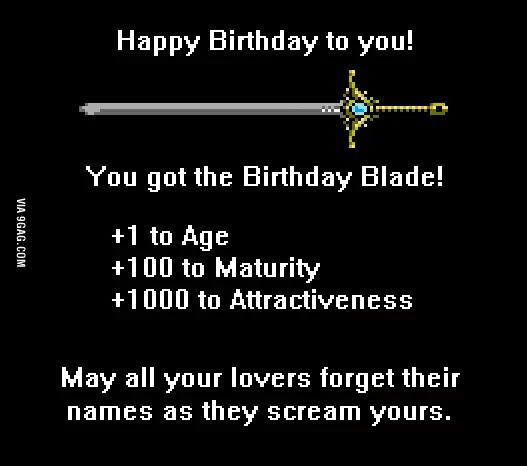 Happy Birthday to you!
You got the Birthday Blade!
+1 to Age
+100 to Maturity
+1000 to Attractiveness
May all your lovers forget their
names as they scream yours.
VIA 9GAG.COM